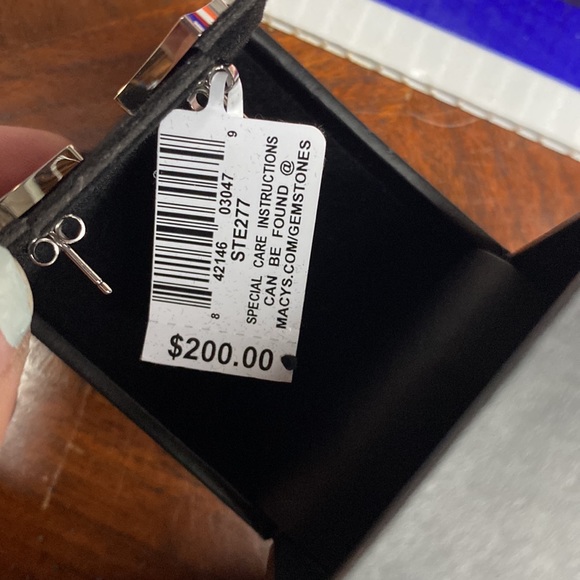 8 42146 03047 9
STE277
SPECIAL CARE INSTRUCTIONS
CAN BE FOUND @
MACYS.COM/GEMSTONES
$200.00